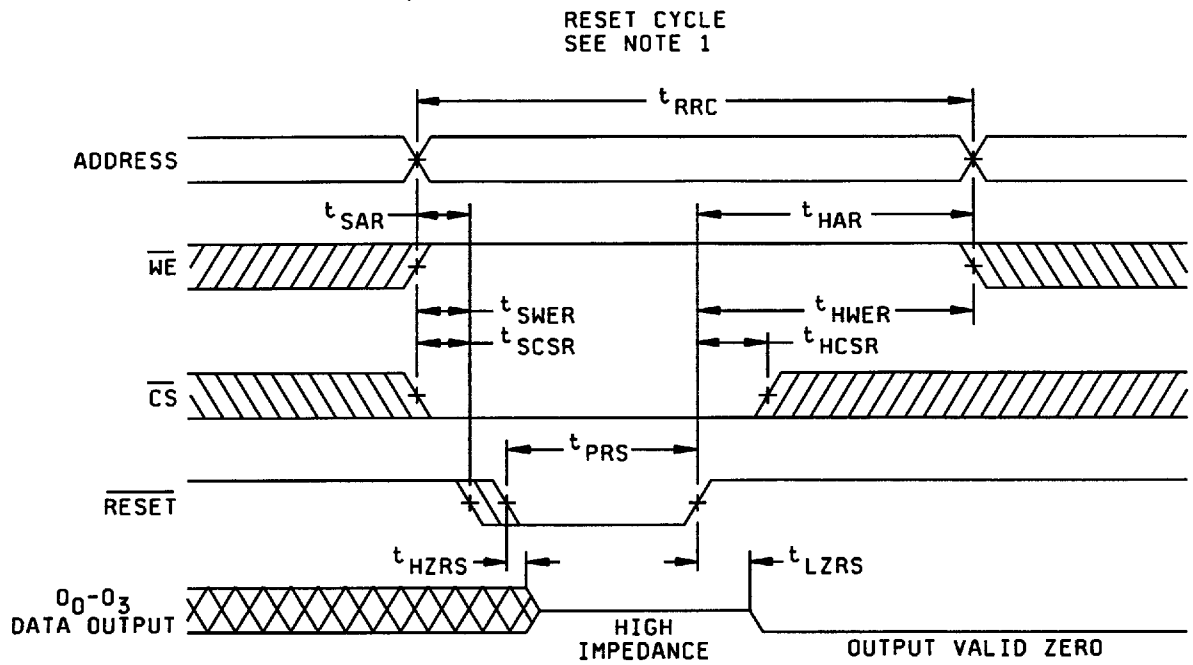 RESET CYCLE
SEE NOTE 1
tRRC
ADDRESS
tSAR
tHAR
WE
tSWER
tHWER
tSCSR
tHCSR
CS
tPRS
RESET
tHZRS
tLZRS
O0-O3
DATA OUTPUT
HIGH
IMPEDANCE
OUTPUT VALID ZERO